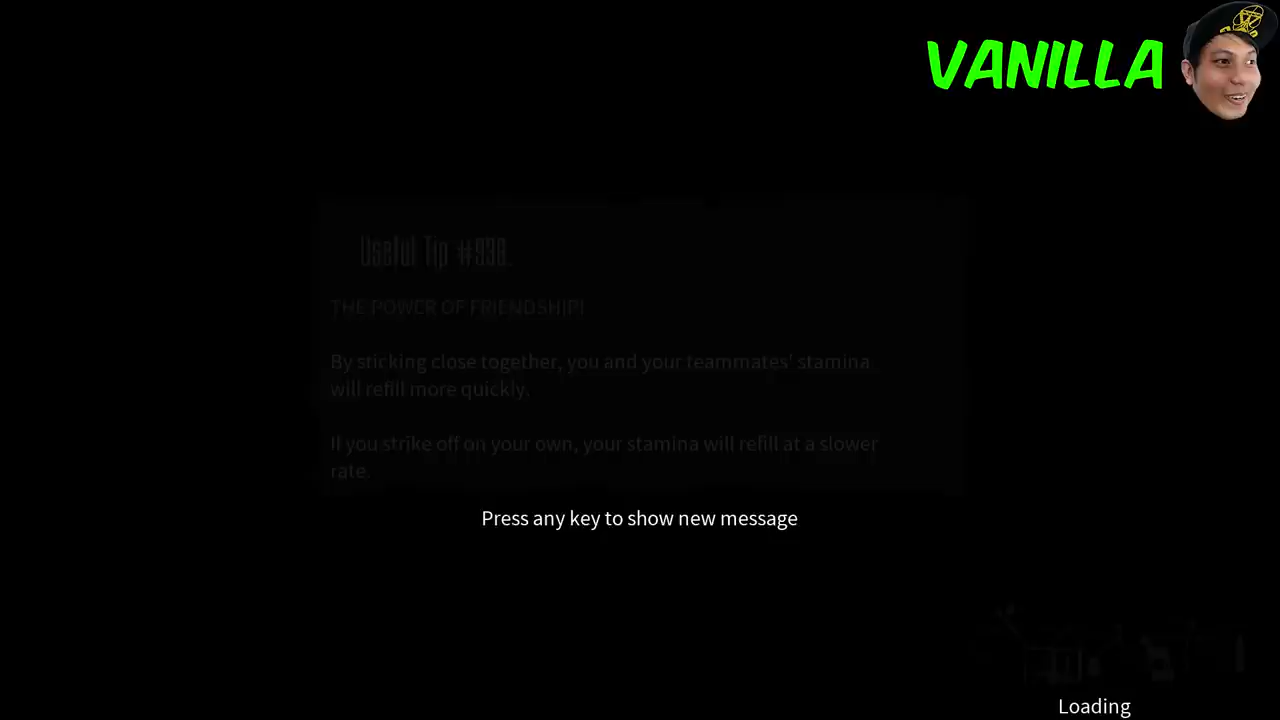 VANILLA
Useful Tip #930.
THE POWER OF FRIENDSHIP!
By sticking close together, you and your teammates' stamina
will refill more quickly.
If you strike off on your own, your stamina will refill at a slower
rate.
Press any key to show new message
Loading